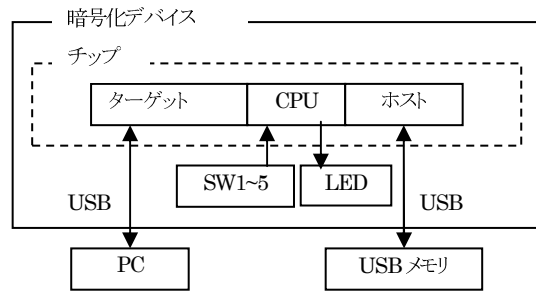 暗号化デバイス
チップ
ターゲット CPU ホスト
SW1~5 LED
USB USB
PC USBメモリ